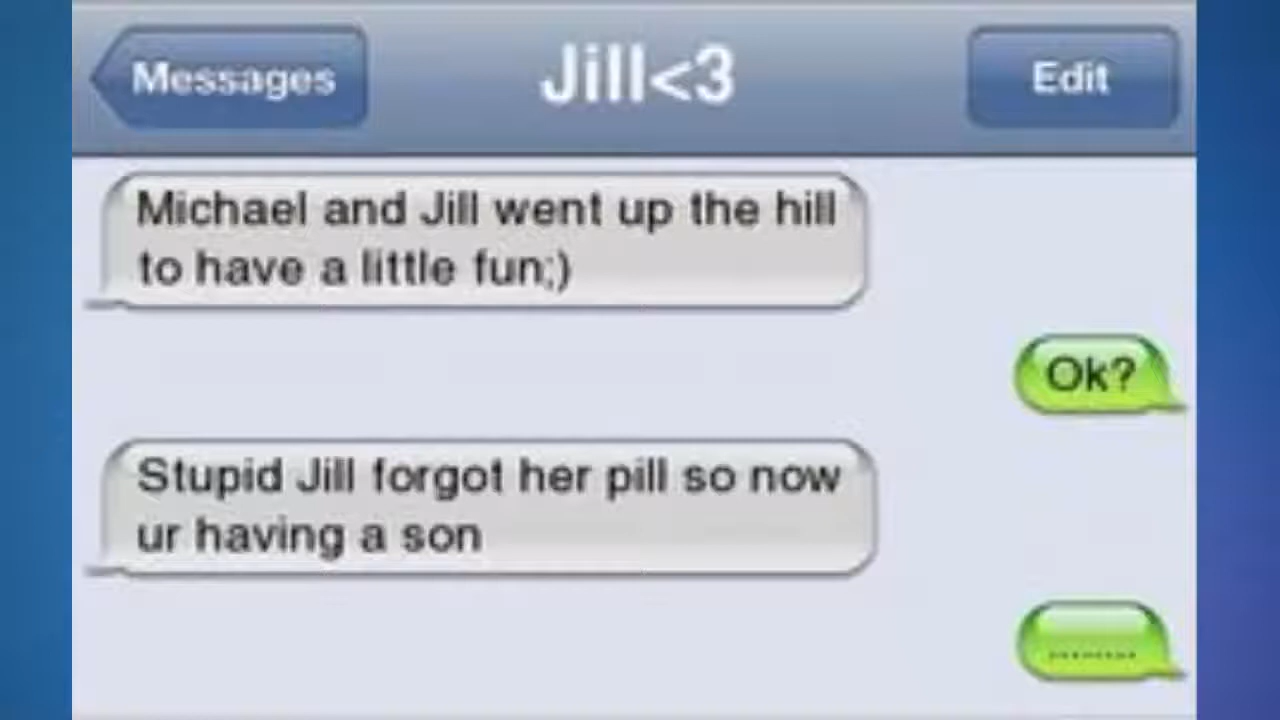 Messages
Jill<3
Edit
Michael and Jill went up the hill
to have a little fun;)
Ok?
Stupid Jill forgot her pill so now
ur having a son
.........